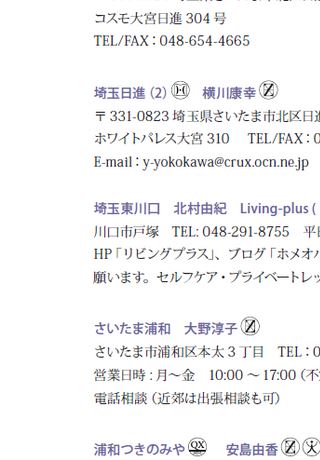 コスモ大宮日進 304 号
TEL/FAX：048-654-4665
埼玉日進（2） 横川康幸
〒 331-0823 埼玉県さいたま市北区日進
ホワイトパレス大宮 310 TEL/FAX：0
E-mail：y-yokokawa@crux.ocn.ne.jp
埼玉東川口 北村由紀 Living-plus（
川口市戸塚 TEL: 048-291-8755 平日
HP「リビングプラス」、ブログ「ホメオパ
願います。セルフケア・プライベートレッ
さいたま浦和 大野淳子
さいたま市浦和区本太 3 丁目 TEL：0
営業日時：月～金 10:00 ～ 17:00（不
電話相談（近郊は出張相談も可）
浦和つきのみや QX 安島由香